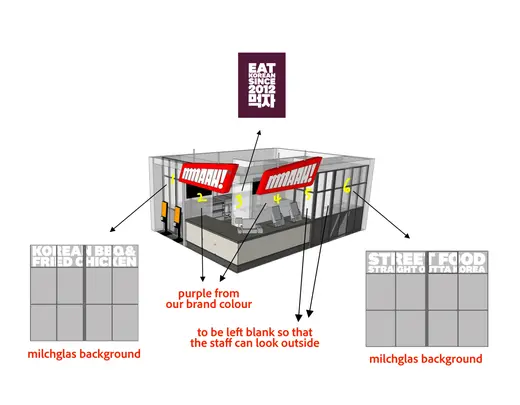 EAT
KOREAN
SINCE
2012
먹자
MMAAH!
MMAAH!
1
2
3
4
5
6
KOREAN BBQ &
FRIED CHICKEN
STREET FOOD
STRAIGHT OUTTA KOREA
purple from
our brand colour
to be left blank so that
the staff can look outside
milchglas background
milchglas background